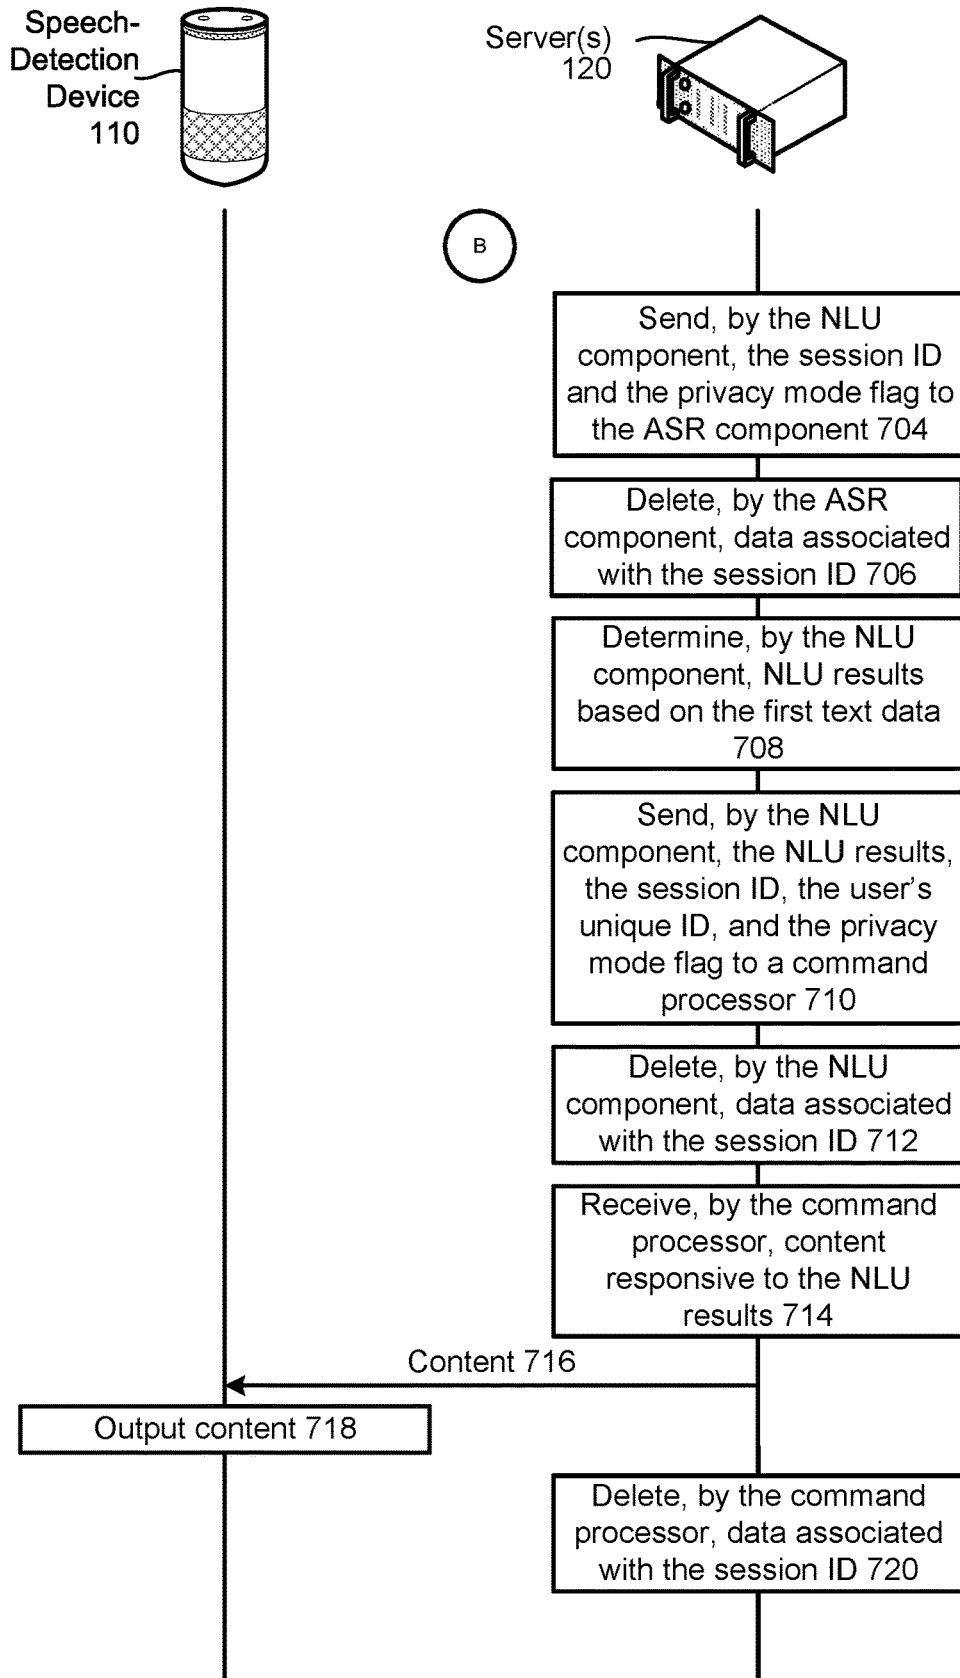 Speech-
Detection
Device
110
Server(s)
120
B
Send, by the NLU
component, the session ID
and the privacy mode flag to
the ASR component 704
Delete, by the ASR
component, data associated
with the session ID 706
Determine, by the NLU
component, NLU results
based on the first text data
708
Send, by the NLU
component, the NLU results,
the session ID, the user's
unique ID, and the privacy
mode flag to a command
processor 710
Delete, by the NLU
component, data associated
with the session ID 712
Receive, by the command
processor, content
responsive to the NLU
results 714
Content 716
Output content 718
Delete, by the command
processor, data associated
with the session ID 720